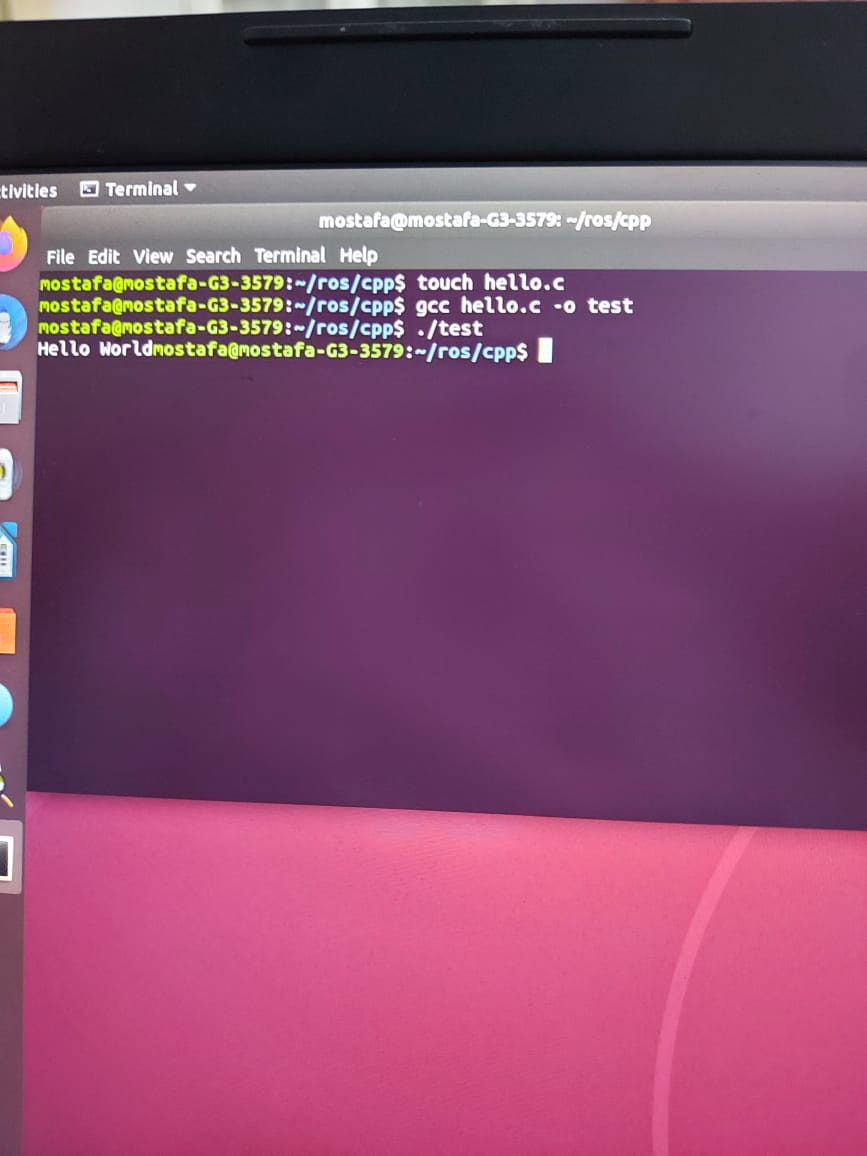 tivities Terminal
mostafa@mostafa-G3-3579: ~/ros/cpp
File Edit View Search Terminal Help
mostafa@mostafa-G3-3579:~/ros/cpp$ touch hello.c
mostafa@mostafa-G3-3579:~/ros/cpp$ gcc hello.c -o test
mostafa@mostafa-G3-3579:~/ros/cpp$ ./test
Hello Worldmostafa@mostafa-G3-3579:~/ros/cpp$